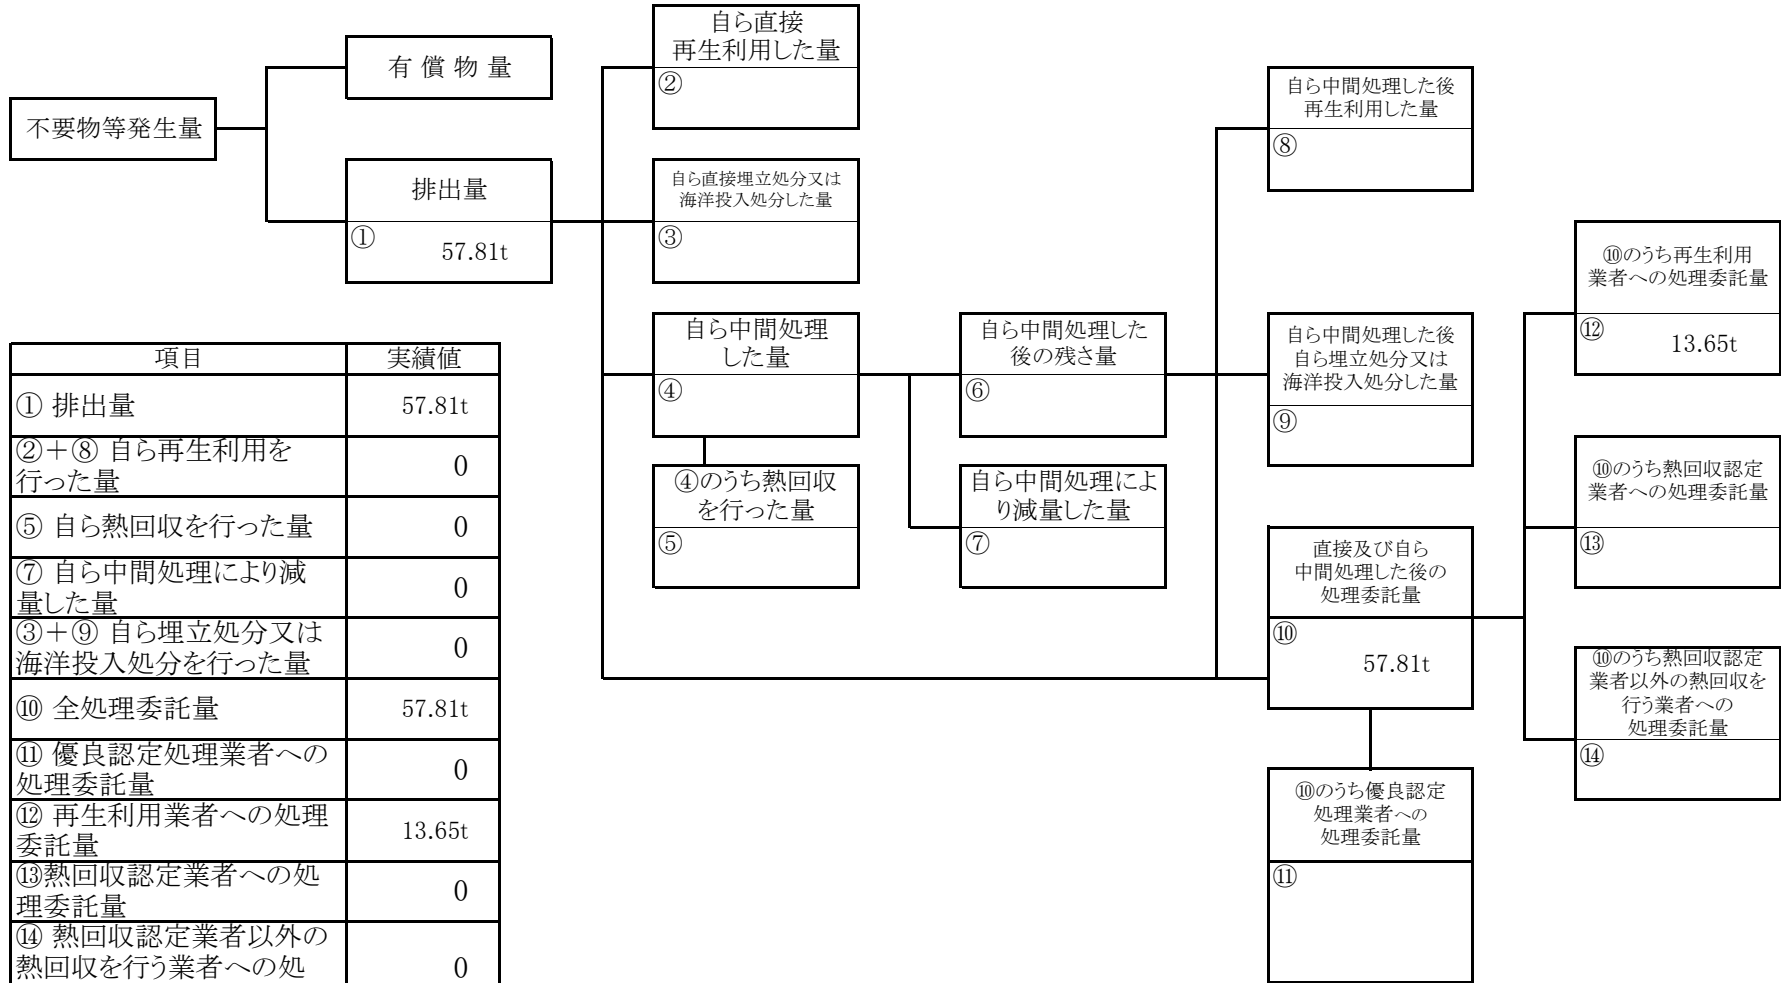 不要物等発生量
有 償 物 量
排出量
①
57.81t
自ら直接
再生利用した量
②
自ら直接埋立処分又は
海洋投入処分した量
③
自ら中間処理
した量
④
④のうち熱回収
を行った量
⑤
自ら中間処理した
後の残さ量
⑥
自ら中間処理によ
り減量した量
⑦
自ら中間処理した後
再生利用した量
⑧
自ら中間処理した後
自ら埋立処分又は
海洋投入処分した量
⑨
直接及び自ら
中間処理した後の
処理委託量
⑩
57.81t
⑩のうち優良認定
処理業者への
処理委託量
⑪
⑩のうち再生利用
業者への処理委託量
⑫
13.65t
⑩のうち熱回収認定
業者への処理委託量
⑬
⑩のうち熱回収認定
業者以外の熱回収を
行う業者への
処理委託量
⑭
項目 実績値
① 排出量 57.81t
②＋⑧ 自ら再生利用を
行った量 0
⑤ 自ら熱回収を行った量 0
⑦ 自ら中間処理により減
量した量 0
③＋⑨ 自ら埋立処分又は
海洋投入処分を行った量 0
⑩ 全処理委託量 57.81t
⑪ 優良認定処理業者への
処理委託量 0
⑫ 再生利用業者への処理
委託量 13.65t
⑬熱回収認定業者への処
理委託量 0
⑭ 熱回収認定業者以外の
熱回収を行う業者への処 0